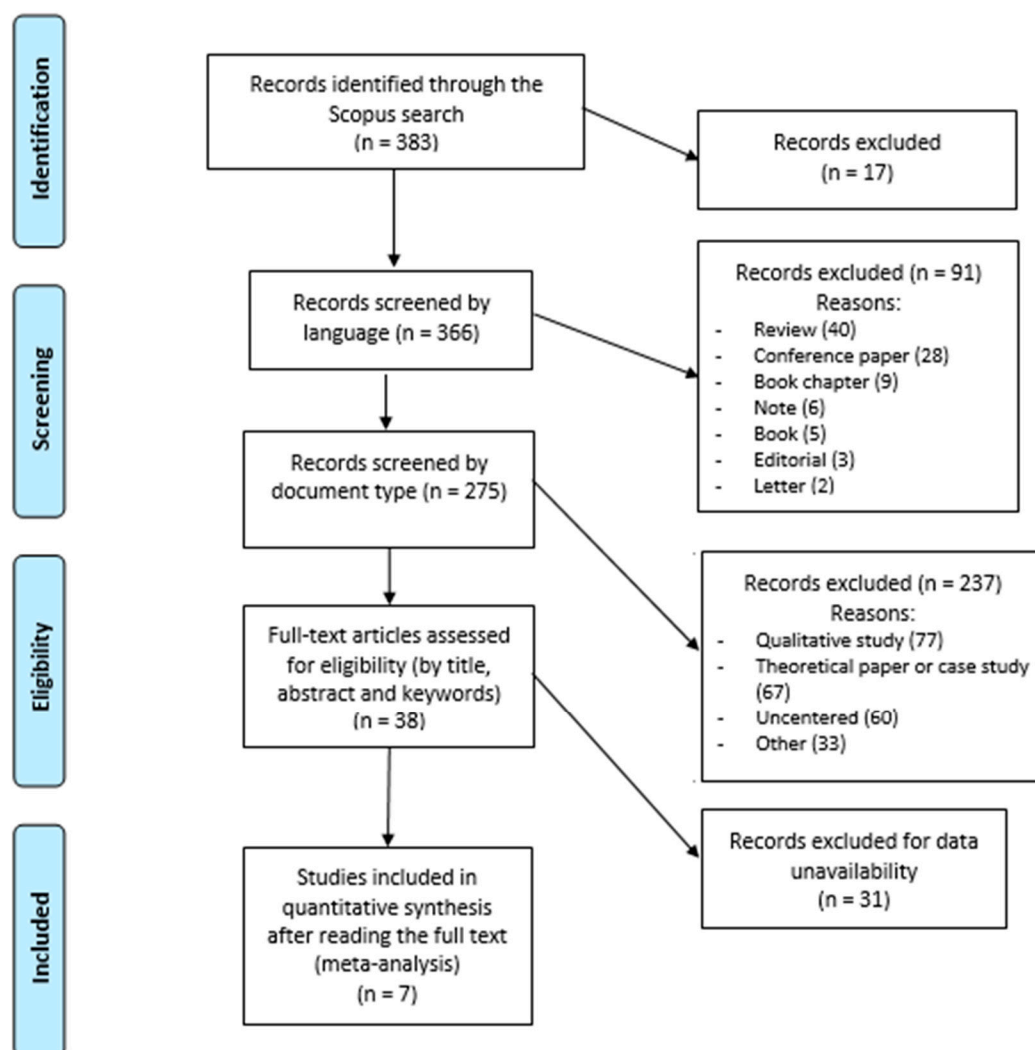 Identification
Records identified through the
Scopus search
(n = 383)
Records excluded
(n = 17)
Screening
Records screened by
language (n = 366)
Records excluded (n = 91)
Reasons:
- Review (40)
- Conference paper (28)
- Book chapter (9)
- Note (6)
- Book (5)
- Editorial (3)
- Letter (2)
Records screened by
document type (n = 275)
Eligibility
Records excluded (n = 237)
Reasons:
- Qualitative study (77)
- Theoretical paper or case study
(67)
- Uncentered (60)
- Other (33)
Full-text articles assessed
for eligibility (by title,
abstract and keywords)
(n = 38)
Records excluded for data
unavailability
(n = 31)
Included
Studies included in
quantitative synthesis
after reading the full text
(meta-analysis)
(n = 7)